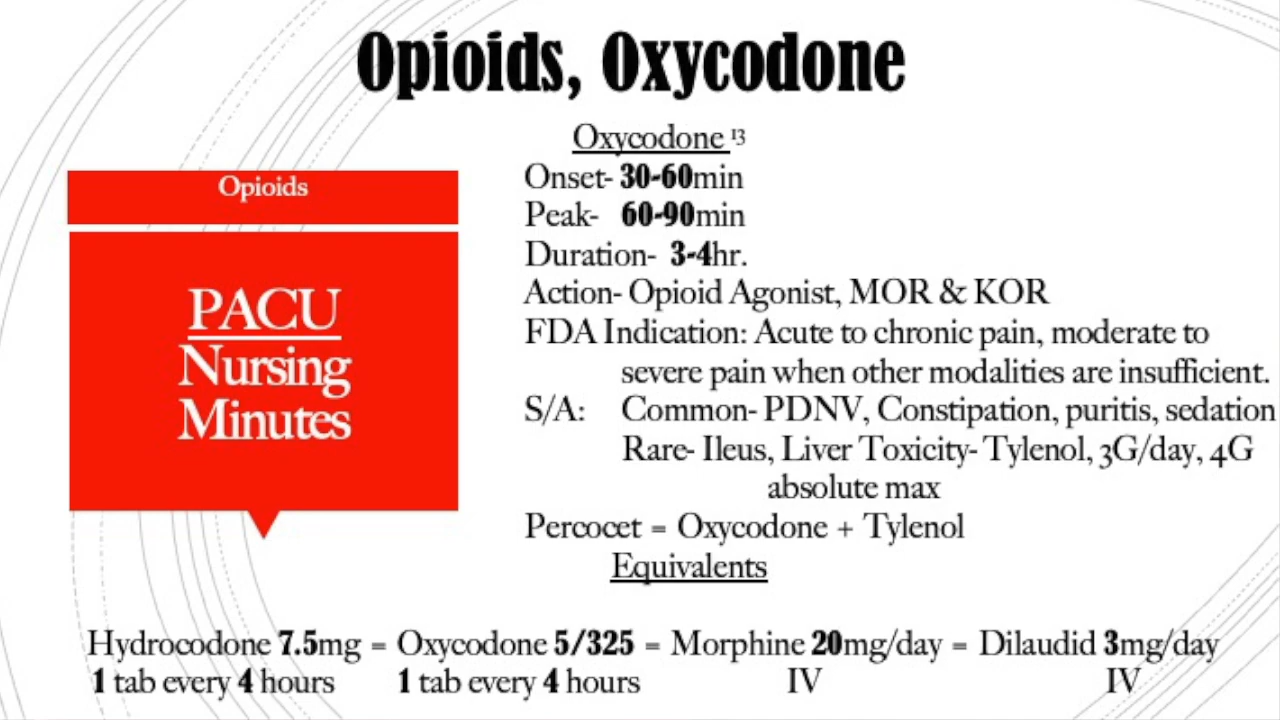 Opioids, Oxycodone
Opioids
PACU
Nursing
Minutes
Oxycodone 13
Onset- 30-60min
Peak- 60-90min
Duration- 3-4hr.
Action- Opioid Agonist, MOR & KOR
FDA Indication: Acute to chronic pain, moderate to
severe pain when other modalities are insufficient.
S/A: Common- PDNV, Constipation, puritis, sedation
Rare- Ileus, Liver Toxicity- Tylenol, 3G/day, 4G
absolute max
Percocet = Oxycodone + Tylenol
Equivalents
Hydrocodone 7.5mg = Oxycodone 5/325 = Morphine 20mg/day = Dilaudid 3mg/day
1 tab every 4 hours 1 tab every 4 hours IV IV